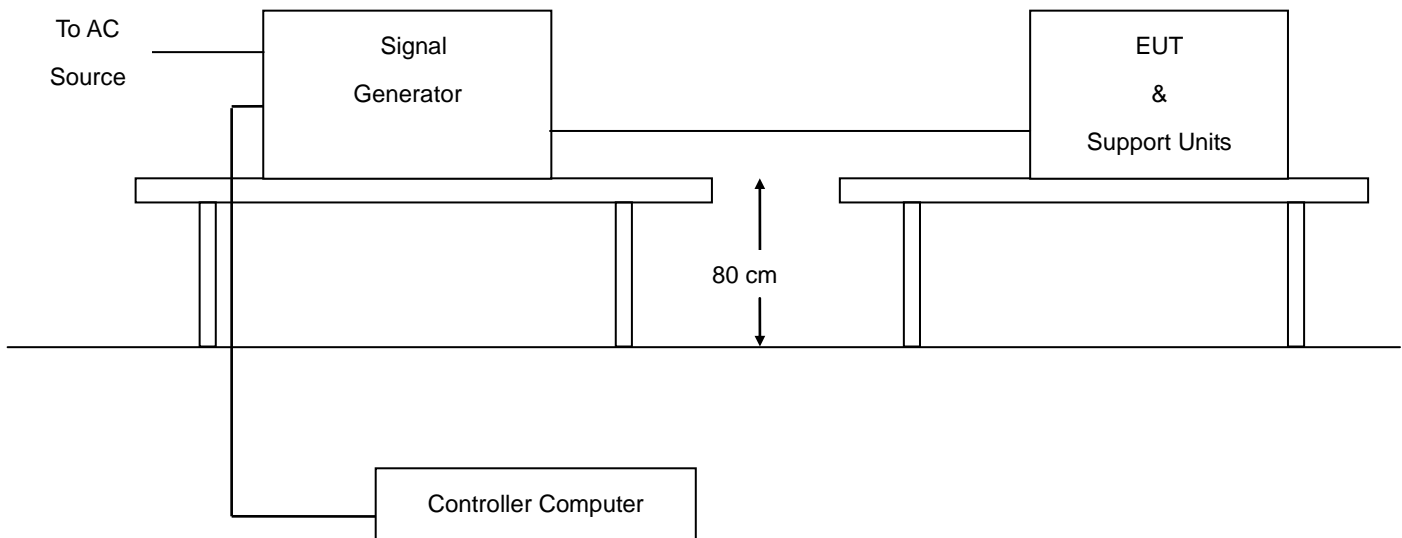 To AC
Source
Signal
Generator
EUT
&
Support Units
80 cm
Controller Computer